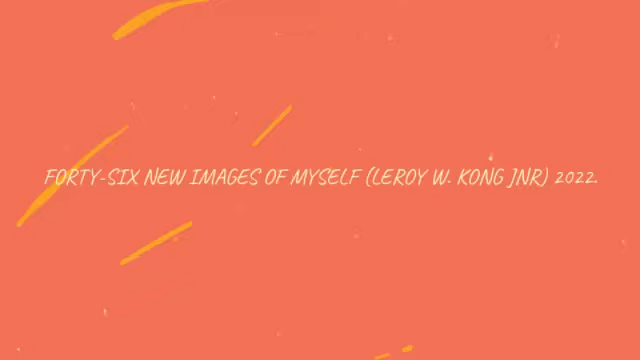 FORTY-SIX NEW IMAGES OF MYSELF (LEROY W. KONG JNR) 2022.